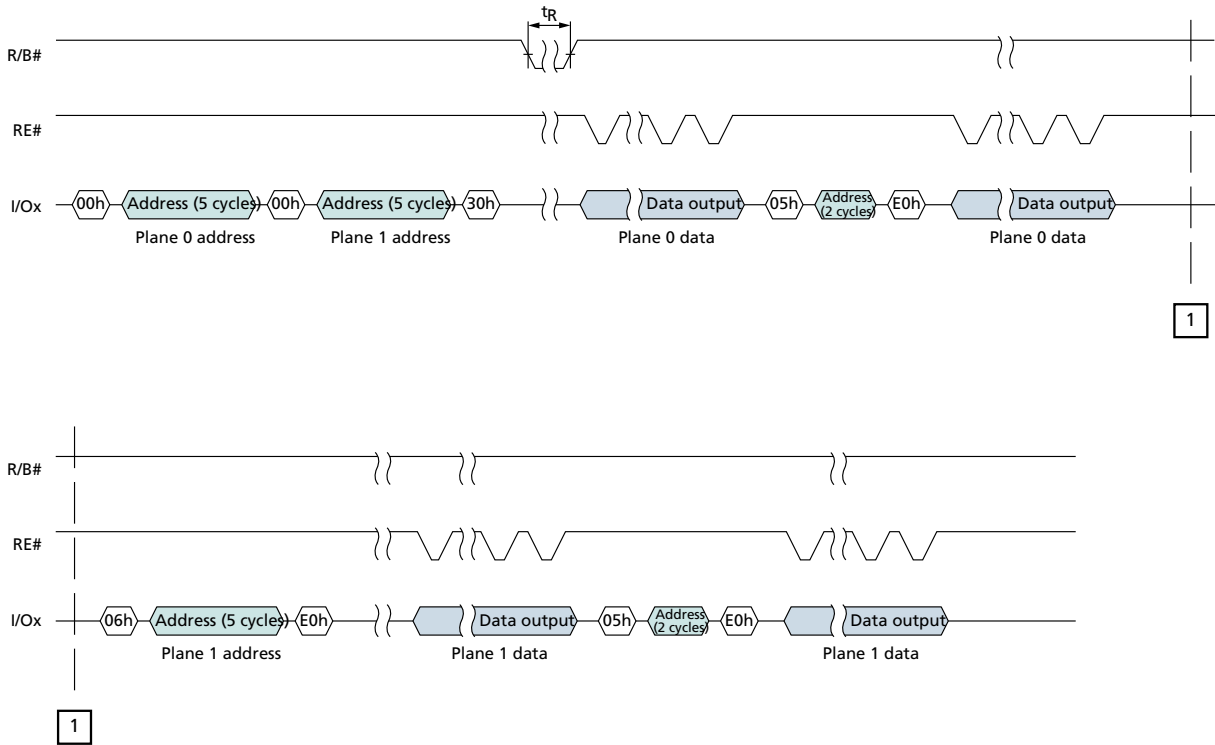 tR
R/B#
RE#
I/Ox 00h Address (5 cycles) 00h Address (5 cycles) 30h Data output 05h Address (2 cycles) E0h Data output
Plane 0 address Plane 1 address Plane 0 data Plane 0 data
1
R/B#
RE#
I/Ox 06h Address (5 cycles) E0h Data output 05h Address (2 cycles) E0h Data output
Plane 1 address Plane 1 data Plane 1 data
1